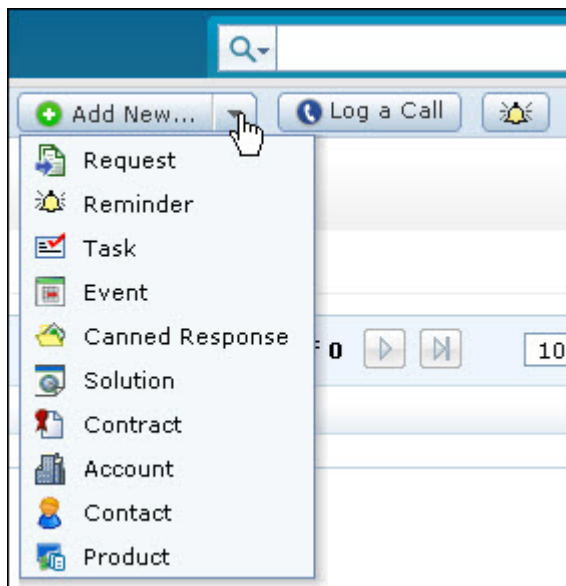 Add New... Log a Call
Request
Reminder
Task
Event
Canned Response
0
10
Solution
Contract
Account
Contact
Product